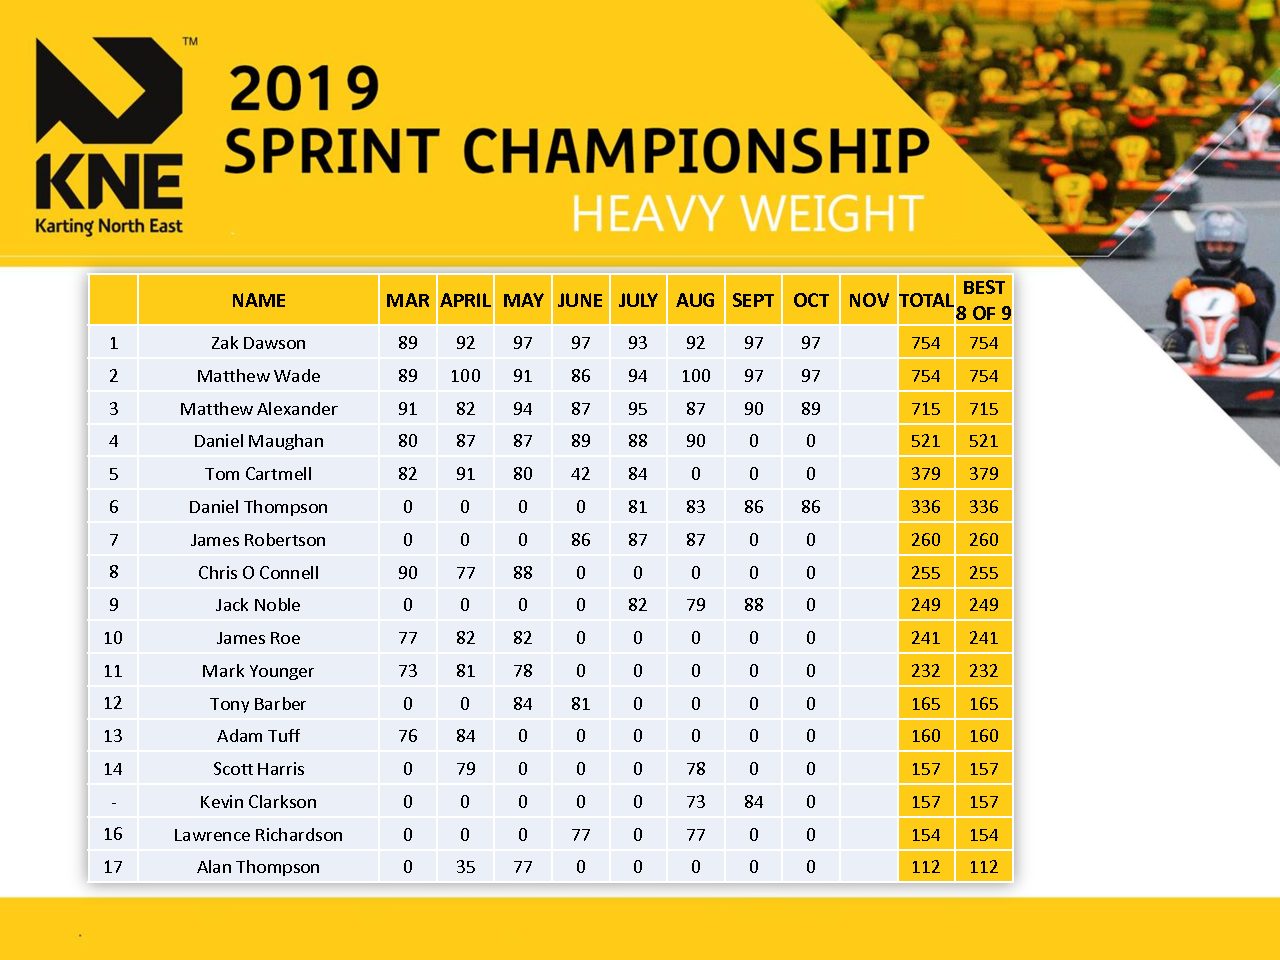 TM
KNE
Karting North East
2019
SPRINT CHAMPIONSHIP
HEAVY WEIGHT
NAME MAR APRIL MAY JUNE JULY AUG SEPT OCT NOV TOTAL BEST 8 OF 9
1 Zak Dawson 89 92 97 97 93 92 97 97 754 754
2 Matthew Wade 89 100 91 86 94 100 97 97 754 754
3 Matthew Alexander 91 82 94 87 95 87 90 89 715 715
4 Daniel Maughan 80 87 87 89 88 90 0 0 521 521
5 Tom Cartmell 82 91 80 42 84 0 0 0 379 379
6 Daniel Thompson 0 0 0 0 81 83 86 86 336 336
7 James Robertson 0 0 0 86 87 87 0 0 260 260
8 Chris O Connell 90 77 88 0 0 0 0 0 255 255
9 Jack Noble 0 0 0 0 82 79 88 0 249 249
10 James Roe 77 82 82 0 0 0 0 0 241 241
11 Mark Younger 73 81 78 0 0 0 0 0 232 232
12 Tony Barber 0 0 84 81 0 0 0 0 165 165
13 Adam Tuff 76 84 0 0 0 0 0 0 160 160
14 Scott Harris 0 79 0 0 0 78 0 0 157 157
- Kevin Clarkson 0 0 0 0 0 73 84 0 157 157
16 Lawrence Richardson 0 0 0 77 0 77 0 0 154 154
17 Alan Thompson 0 35 77 0 0 0 0 0 112 112